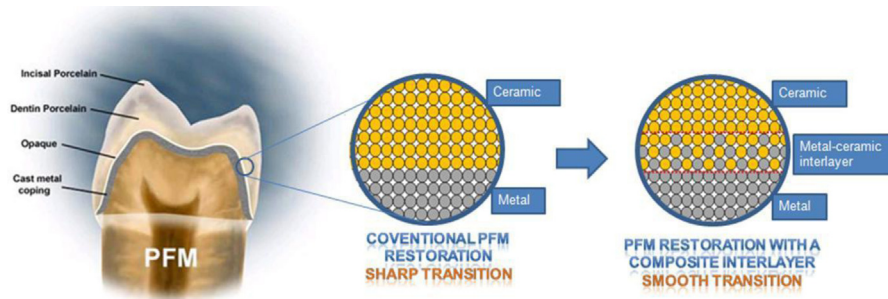 Incisal Porcelain
Dentin Porcelain
Opaque
Cast metal
coping
PFM
Ceramic
Metal
COVENTIONAL PFM
RESTORATION
SHARP TRANSITION
Ceramic
Metal-ceramic
interlayer
Metal
PFM RESTORATION WITH A
COMPOSITE INTERLAYER
SMOOTH TRANSITION